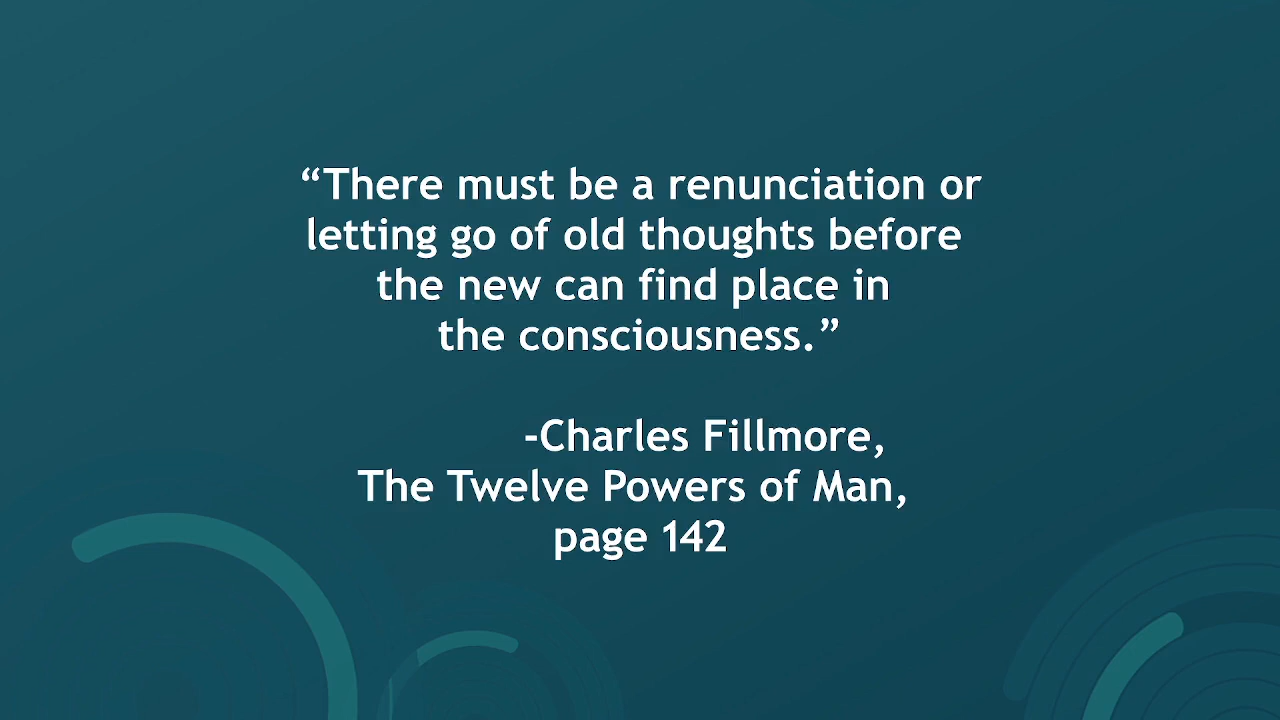 “There must be a renunciation or
letting go of old thoughts before
the new can find place in
the consciousness.”
-Charles Fillmore,
The Twelve Powers of Man,
page 142